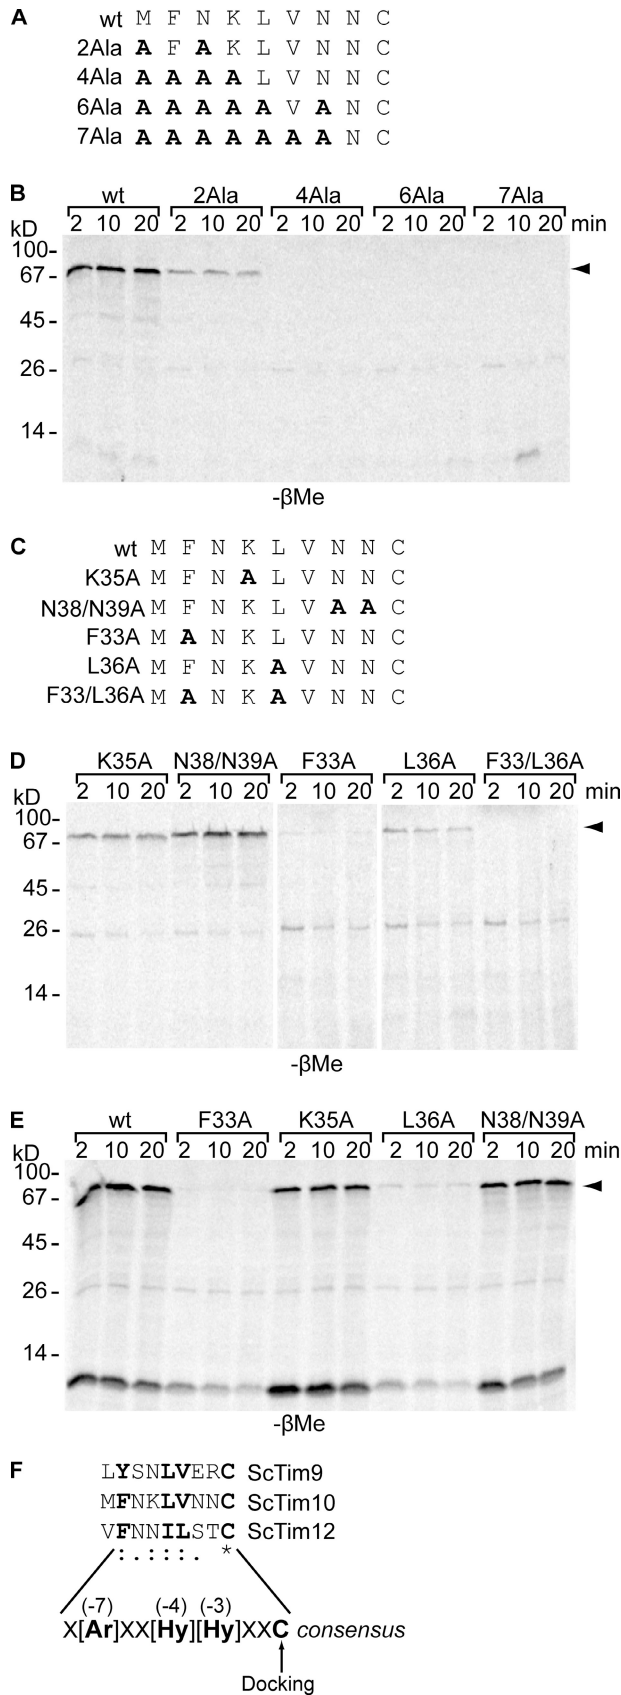 A
wt M F N K L V N N C
2Ala A F A K L V N N C
4Ala A A A A L V N N C
6Ala A A A A A V A N C
7Ala A A A A A A A N C
B
wt 2Ala 4Ala 6Ala 7Ala
kD 2 10 20 2 10 20 2 10 20 2 10 20 2 10 20 min
100-
67-
45-
26-
14-
-βMe
C
wt M F N K L V N N C
K35A M F N A L V N N C
N38/N39A M F N K L V A A C
F33A M A N K L V N N C
L36A M F N K A V N N C
F33/L36A M A N K A V N N C
D
K35A N38/N39A F33A L36A F33/L36A
kD 2 10 20 2 10 20 2 10 20 2 10 20 2 10 20 min
100-
67-
45-
26-
14-
-βMe
E
wt F33A K35A L36A N38/N39A
kD 2 10 20 2 10 20 2 10 20 2 10 20 2 10 20 min
100-
67-
45-
26-
14-
-βMe
F
LYSNLVERC ScTim9
MFNKLVNNC ScTim10
VFNNILSTC ScTim12
:.:::. *
(-7) (-4) (-3)
X[Ar]XX[Hy][Hy]XXC consensus
Docking